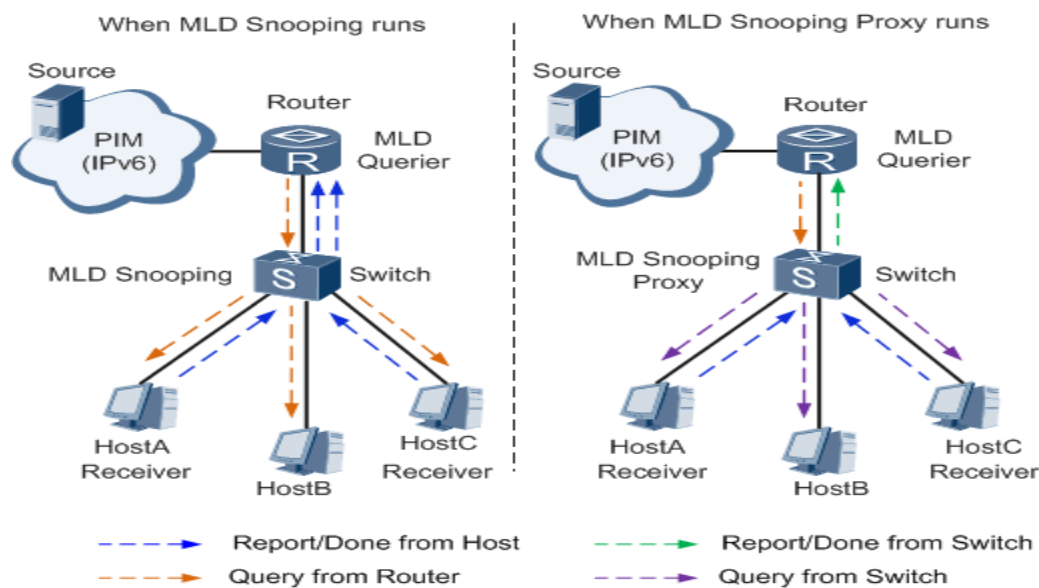 When MLD Snooping runs
Source
Router
PIM
(IPv6)
R
MLD
Querier
MLD Snooping
S
Switch
HostA
Receiver
HostB
HostC
Receiver
When MLD Snooping Proxy runs
Source
Router
PIM
(IPv6)
R
MLD
Querier
MLD Snooping
Proxy
S
Switch
HostA
Receiver
HostB
HostC
Receiver
Report/Done from Host
Report/Done from Switch
Query from Router
Query from Switch